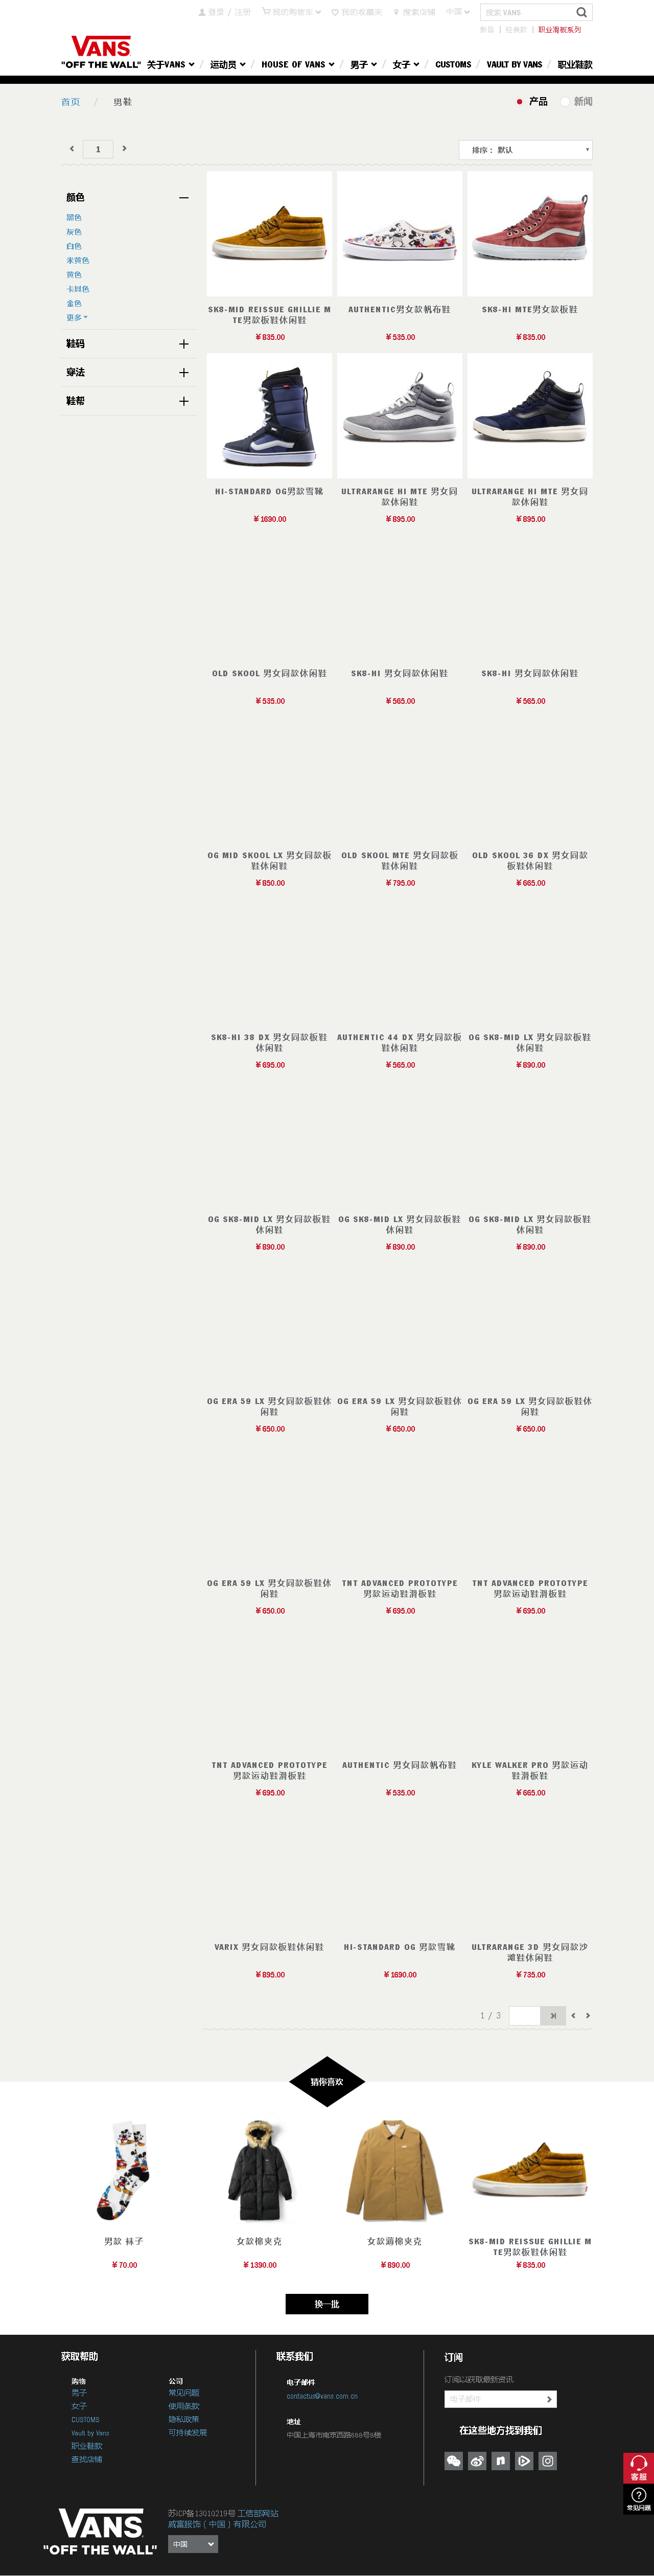 登录 / 注册 我的购物车 我的收藏夹 搜索店铺 中国 搜索 VANS
新品 | 经典款 | 职业滑板系列
VANS
"OFF THE WALL" 关于VANS / 运动员 / HOUSE OF VANS / 男子 / 女子 / CUSTOMS / VAULT BY VANS / 职业鞋款
首页 / 男鞋 产品 新闻
1 排序： 默认
颜色
黑色
灰色
白色
米黄色
黄色
卡其色
金色
更多
鞋码
穿法
鞋帮
SK8-MID REISSUE GHILLIE M
TE男款板鞋休闲鞋
¥835.00
AUTHENTIC男女款帆布鞋
¥535.00
SK8-HI MTE男女款板鞋
¥835.00
HI-STANDARD OG男款雪靴
¥1690.00
ULTRARANGE HI MTE 男女同
款休闲鞋
¥895.00
ULTRARANGE HI MTE 男女同
款休闲鞋
¥895.00
OLD SKOOL 男女同款休闲鞋
¥535.00
SK8-HI 男女同款休闲鞋
¥565.00
SK8-HI 男女同款休闲鞋
¥565.00
OG MID SKOOL LX 男女同款板
鞋休闲鞋
¥850.00
OLD SKOOL MTE 男女同款板
鞋休闲鞋
¥795.00
OLD SKOOL 36 DX 男女同款
板鞋休闲鞋
¥665.00
SK8-HI 38 DX 男女同款板鞋
休闲鞋
¥695.00
AUTHENTIC 44 DX 男女同款板
鞋休闲鞋
¥565.00
OG SK8-MID LX 男女同款板鞋
休闲鞋
¥890.00
OG SK8-MID LX 男女同款板鞋
休闲鞋
¥890.00
OG SK8-MID LX 男女同款板鞋
休闲鞋
¥890.00
OG SK8-MID LX 男女同款板鞋
休闲鞋
¥890.00
OG ERA 59 LX 男女同款板鞋休
闲鞋
¥650.00
OG ERA 59 LX 男女同款板鞋休
闲鞋
¥650.00
OG ERA 59 LX 男女同款板鞋休
闲鞋
¥650.00
OG ERA 59 LX 男女同款板鞋休
闲鞋
¥650.00
TNT ADVANCED PROTOTYPE
男款运动鞋滑板鞋
¥695.00
TNT ADVANCED PROTOTYPE
男款运动鞋滑板鞋
¥695.00
TNT ADVANCED PROTOTYPE
男款运动鞋滑板鞋
¥695.00
AUTHENTIC 男女同款帆布鞋
¥535.00
KYLE WALKER PRO 男款运动
鞋滑板鞋
¥665.00
VARIX 男女同款板鞋休闲鞋
¥895.00
HI-STANDARD OG 男款雪靴
¥1690.00
ULTRARANGE 3D 男女同款沙
滩鞋休闲鞋
¥735.00
1 / 3
猜你喜欢
男款 袜子
¥70.00
女款棉夹克
¥1390.00
女款薄棉夹克
¥890.00
SK8-MID REISSUE GHILLIE M
TE男款板鞋休闲鞋
¥835.00
换一批
获取帮助
购物
男子
女子
CUSTOMS
Vault by Vans
职业鞋款
查找店铺
公司
常见问题
使用条款
隐私政策
可持续发展
联系我们
电子邮件
contactus@vans.com.cn
地址
中国上海市南京西路688号8楼
订阅
订阅以获取最新资讯
电子邮件
在这些地方找到我们
客服
常见问题
VANS
"OFF THE WALL"
苏ICP备13010219号 工信部网站
威富服饰（中国）有限公司
中国